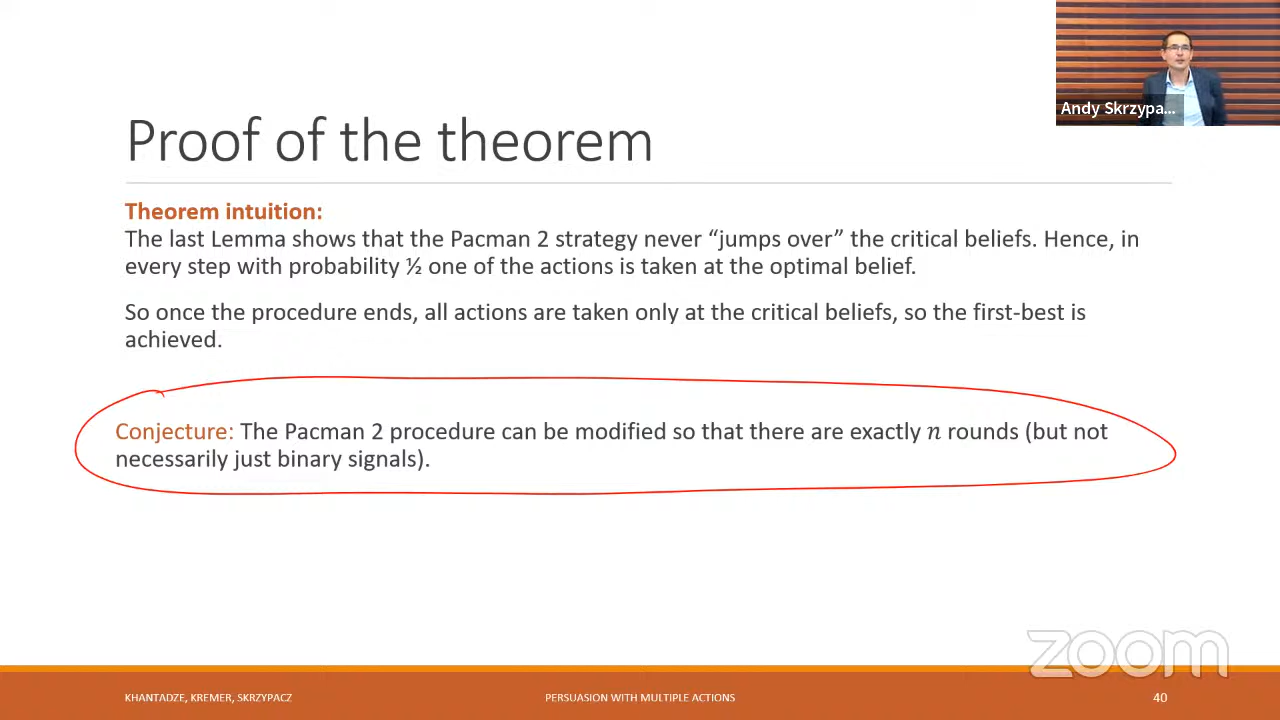 Andy Skrzypa...
Proof of the theorem
Theorem intuition:
The last Lemma shows that the Pacman 2 strategy never “jumps over” the critical beliefs. Hence, in
every step with probability ½ one of the actions is taken at the optimal belief.
So once the procedure ends, all actions are taken only at the critical beliefs, so the first-best is
achieved.
Conjecture: The Pacman 2 procedure can be modified so that there are exactly n rounds (but not
necessarily just binary signals).
zoom
KHANTADZE, KREMER, SKRZYPACZ
PERSUASION WITH MULTIPLE ACTIONS
40